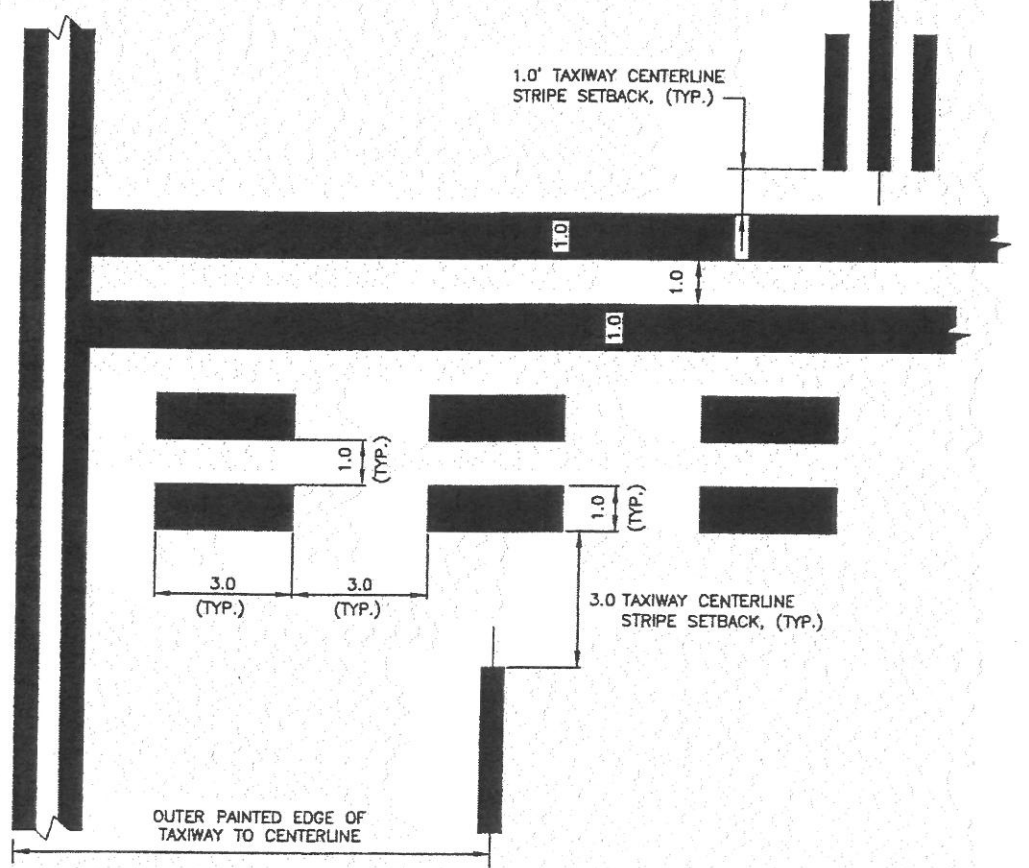 1.0' TAXIWAY CENTERLINE
STRIPE SETBACK, (TYP.)
1.0
1.0
1.0
1.0
(TYP.)
1.0
(TYP.)
3.0
(TYP.)
3.0
(TYP.)
3.0 TAXIWAY CENTERLINE
STRIPE SETBACK, (TYP.)
OUTER PAINTED EDGE OF
TAXIWAY TO CENTERLINE